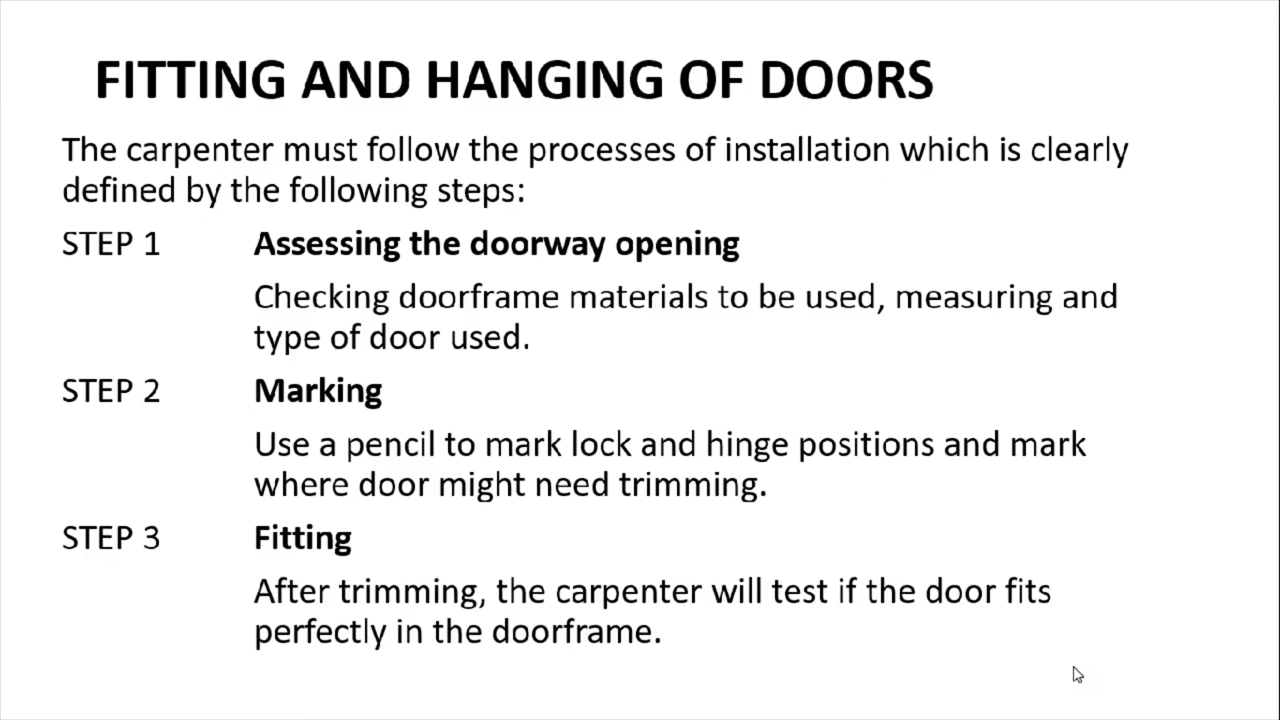 FITTING AND HANGING OF DOORS
The carpenter must follow the processes of installation which is clearly
defined by the following steps:
STEP 1 Assessing the doorway opening
Checking doorframe materials to be used, measuring and
type of door used.
STEP 2 Marking
Use a pencil to mark lock and hinge positions and mark
where door might need trimming.
STEP 3 Fitting
After trimming, the carpenter will test if the door fits
perfectly in the doorframe.